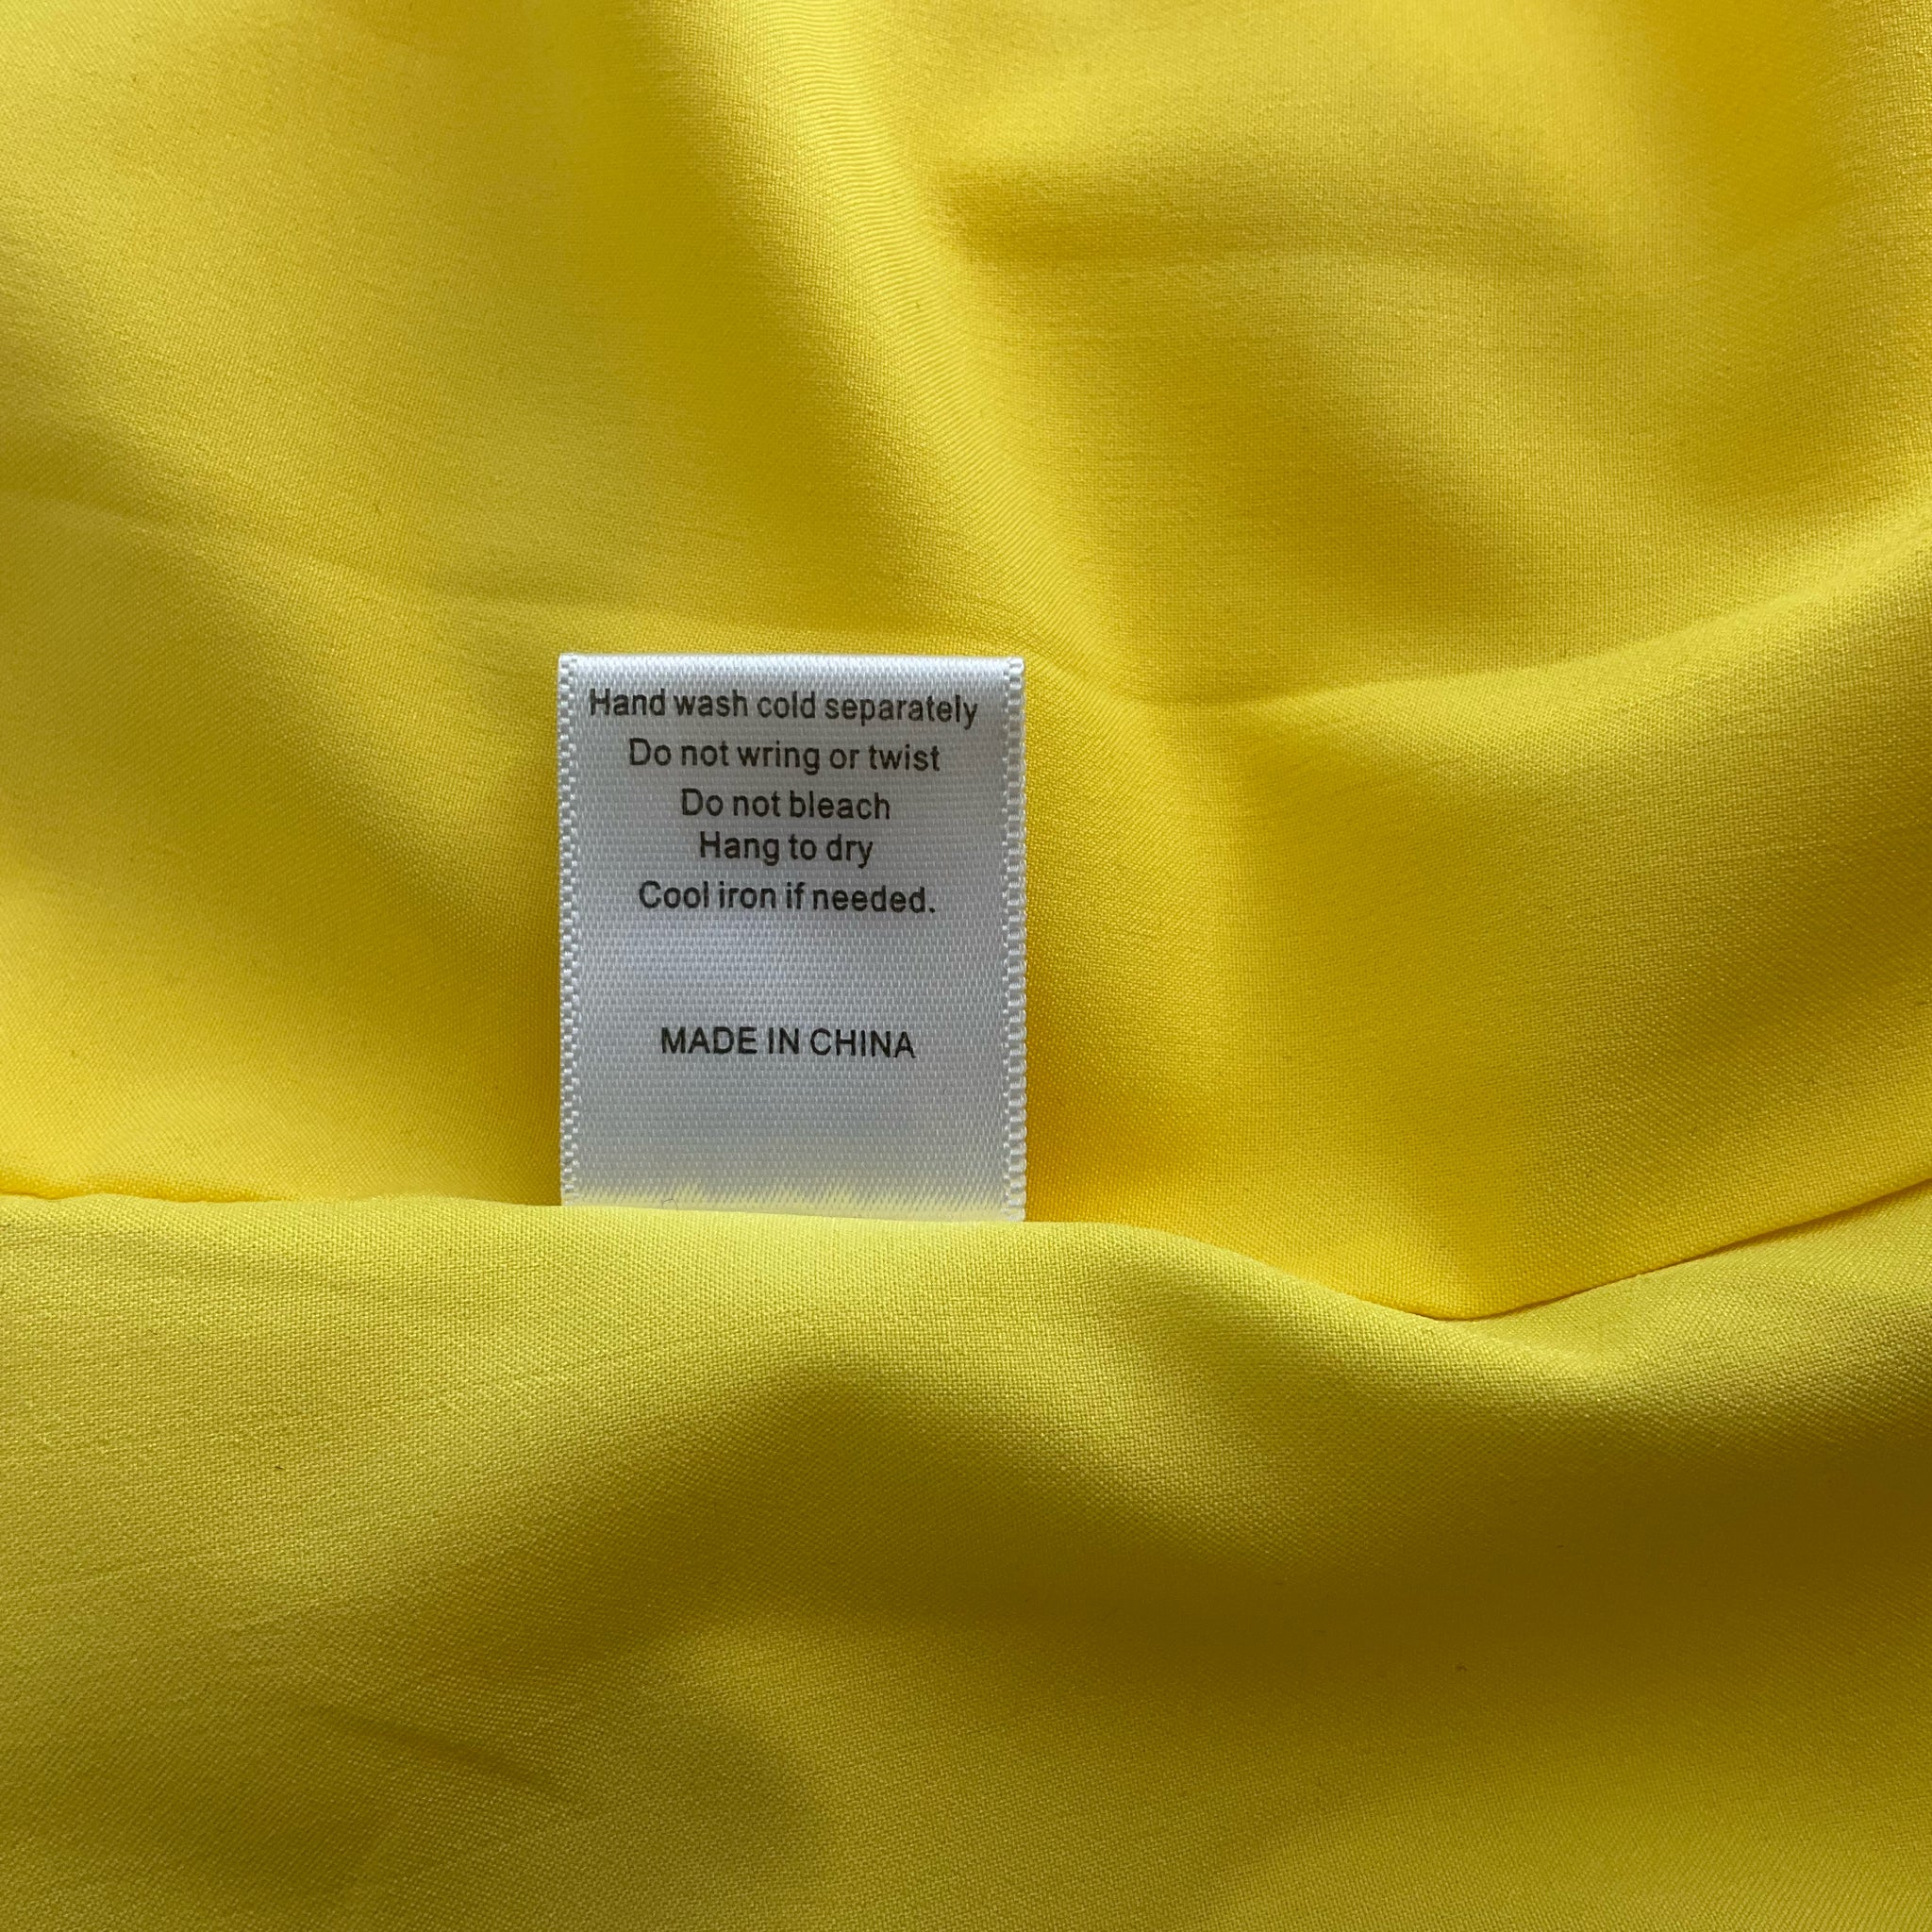 Hand wash cold separately
Do not wring or twist
Do not bleach
Hang to dry
Cool iron if needed.
MADE IN CHINA